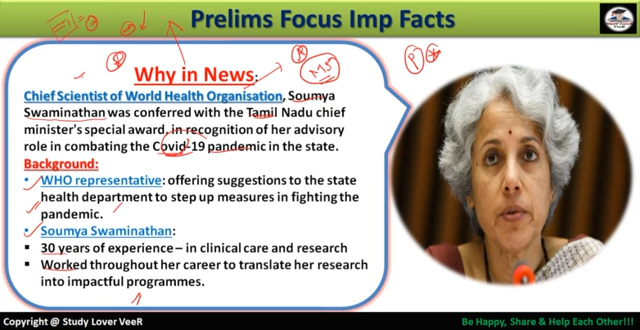 Prelims Focus Imp Facts
Why in News:
MS
P
Chief Scientist of World Health Organisation, Soumya
Swaminathan was conferred with the Tamil Nadu chief
minister's special award, in recognition of her advisory
role in combating the Covid-19 pandemic in the state.
Background:
• WHO representative: offering suggestions to the state
health department to step up measures in fighting the
pandemic.
• Soumya Swaminathan:
▪ 30 years of experience – in clinical care and research
▪ Worked throughout her career to translate her research
into impactful programmes.
Copyright @ Study Lover VeeR
Be Happy, Share & Help Each Other!!!